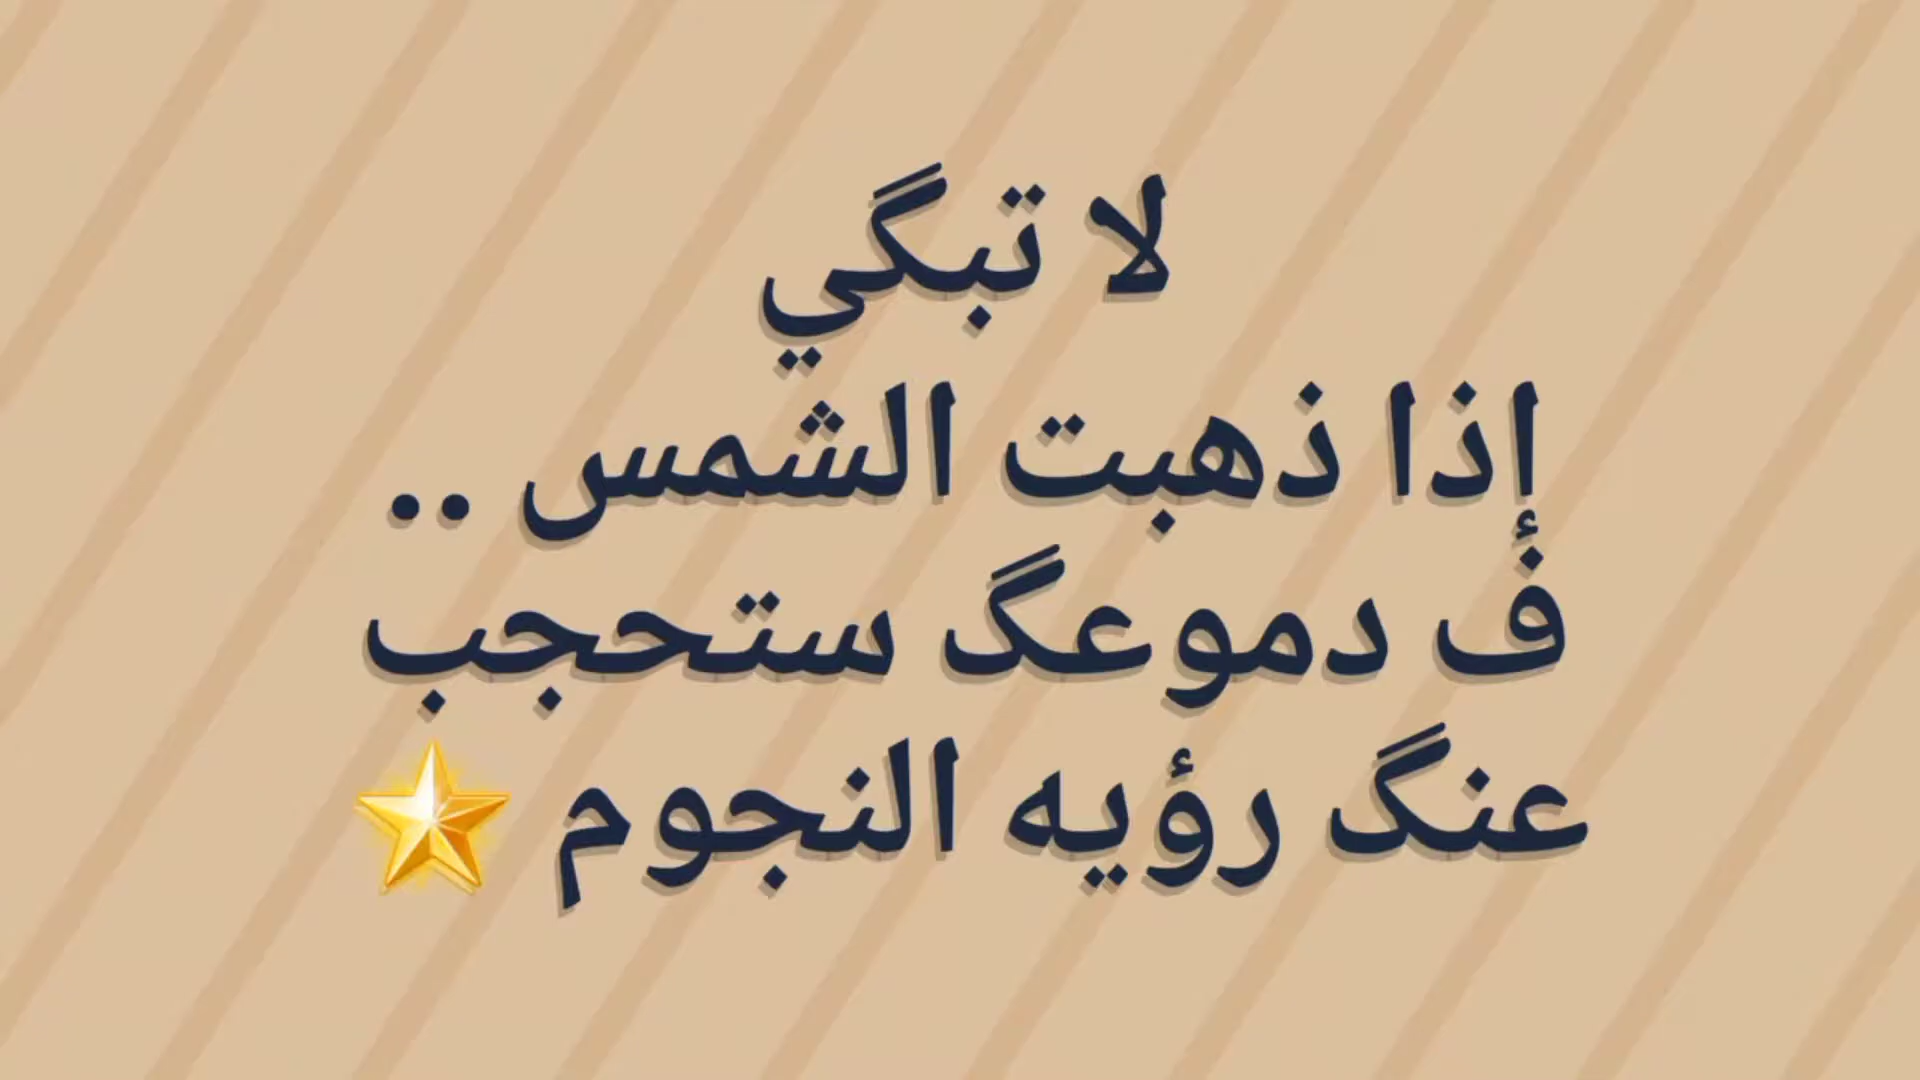 لا تبگي
إذا ذهبت الشمس ..
ف دموعگ ستحجب
عنگ رؤيه النجوم ⭐